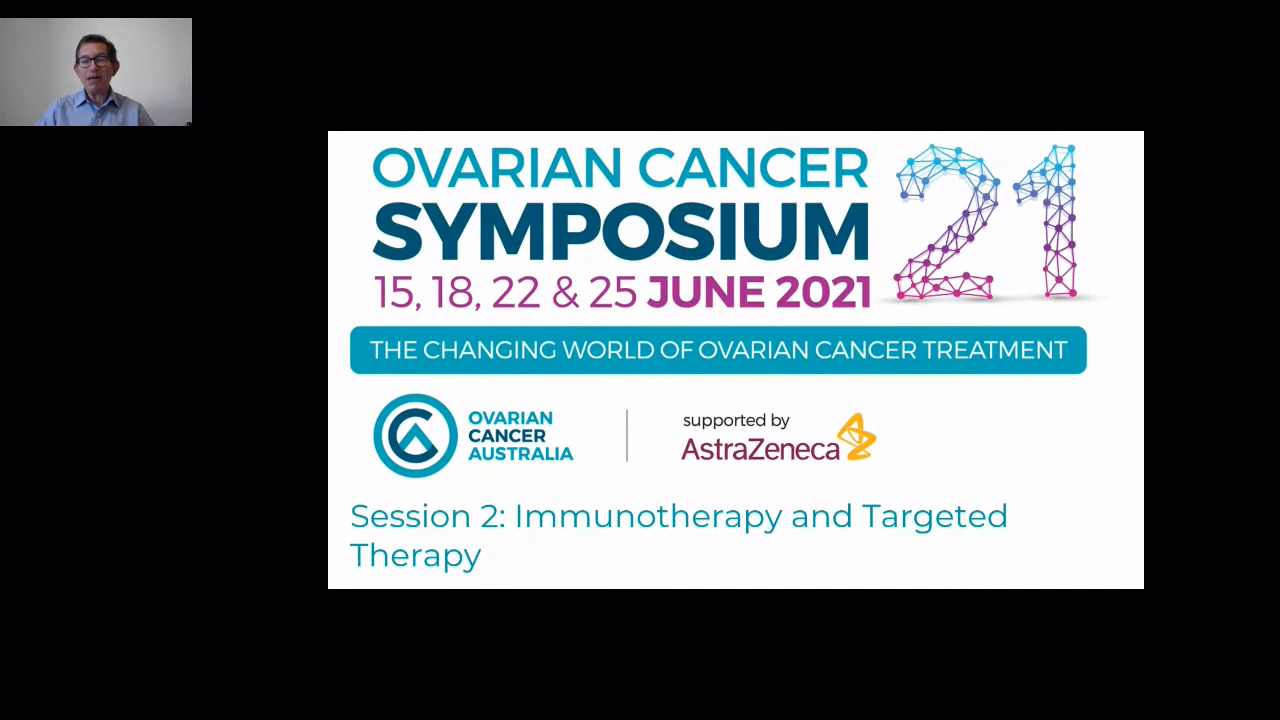 OVARIAN CANCER
SYMPOSIUM
21
15, 18, 22 & 25 JUNE 2021
THE CHANGING WORLD OF OVARIAN CANCER TREATMENT
OVARIAN
CANCER
AUSTRALIA
supported by
AstraZeneca
Session 2: Immunotherapy and Targeted
Therapy